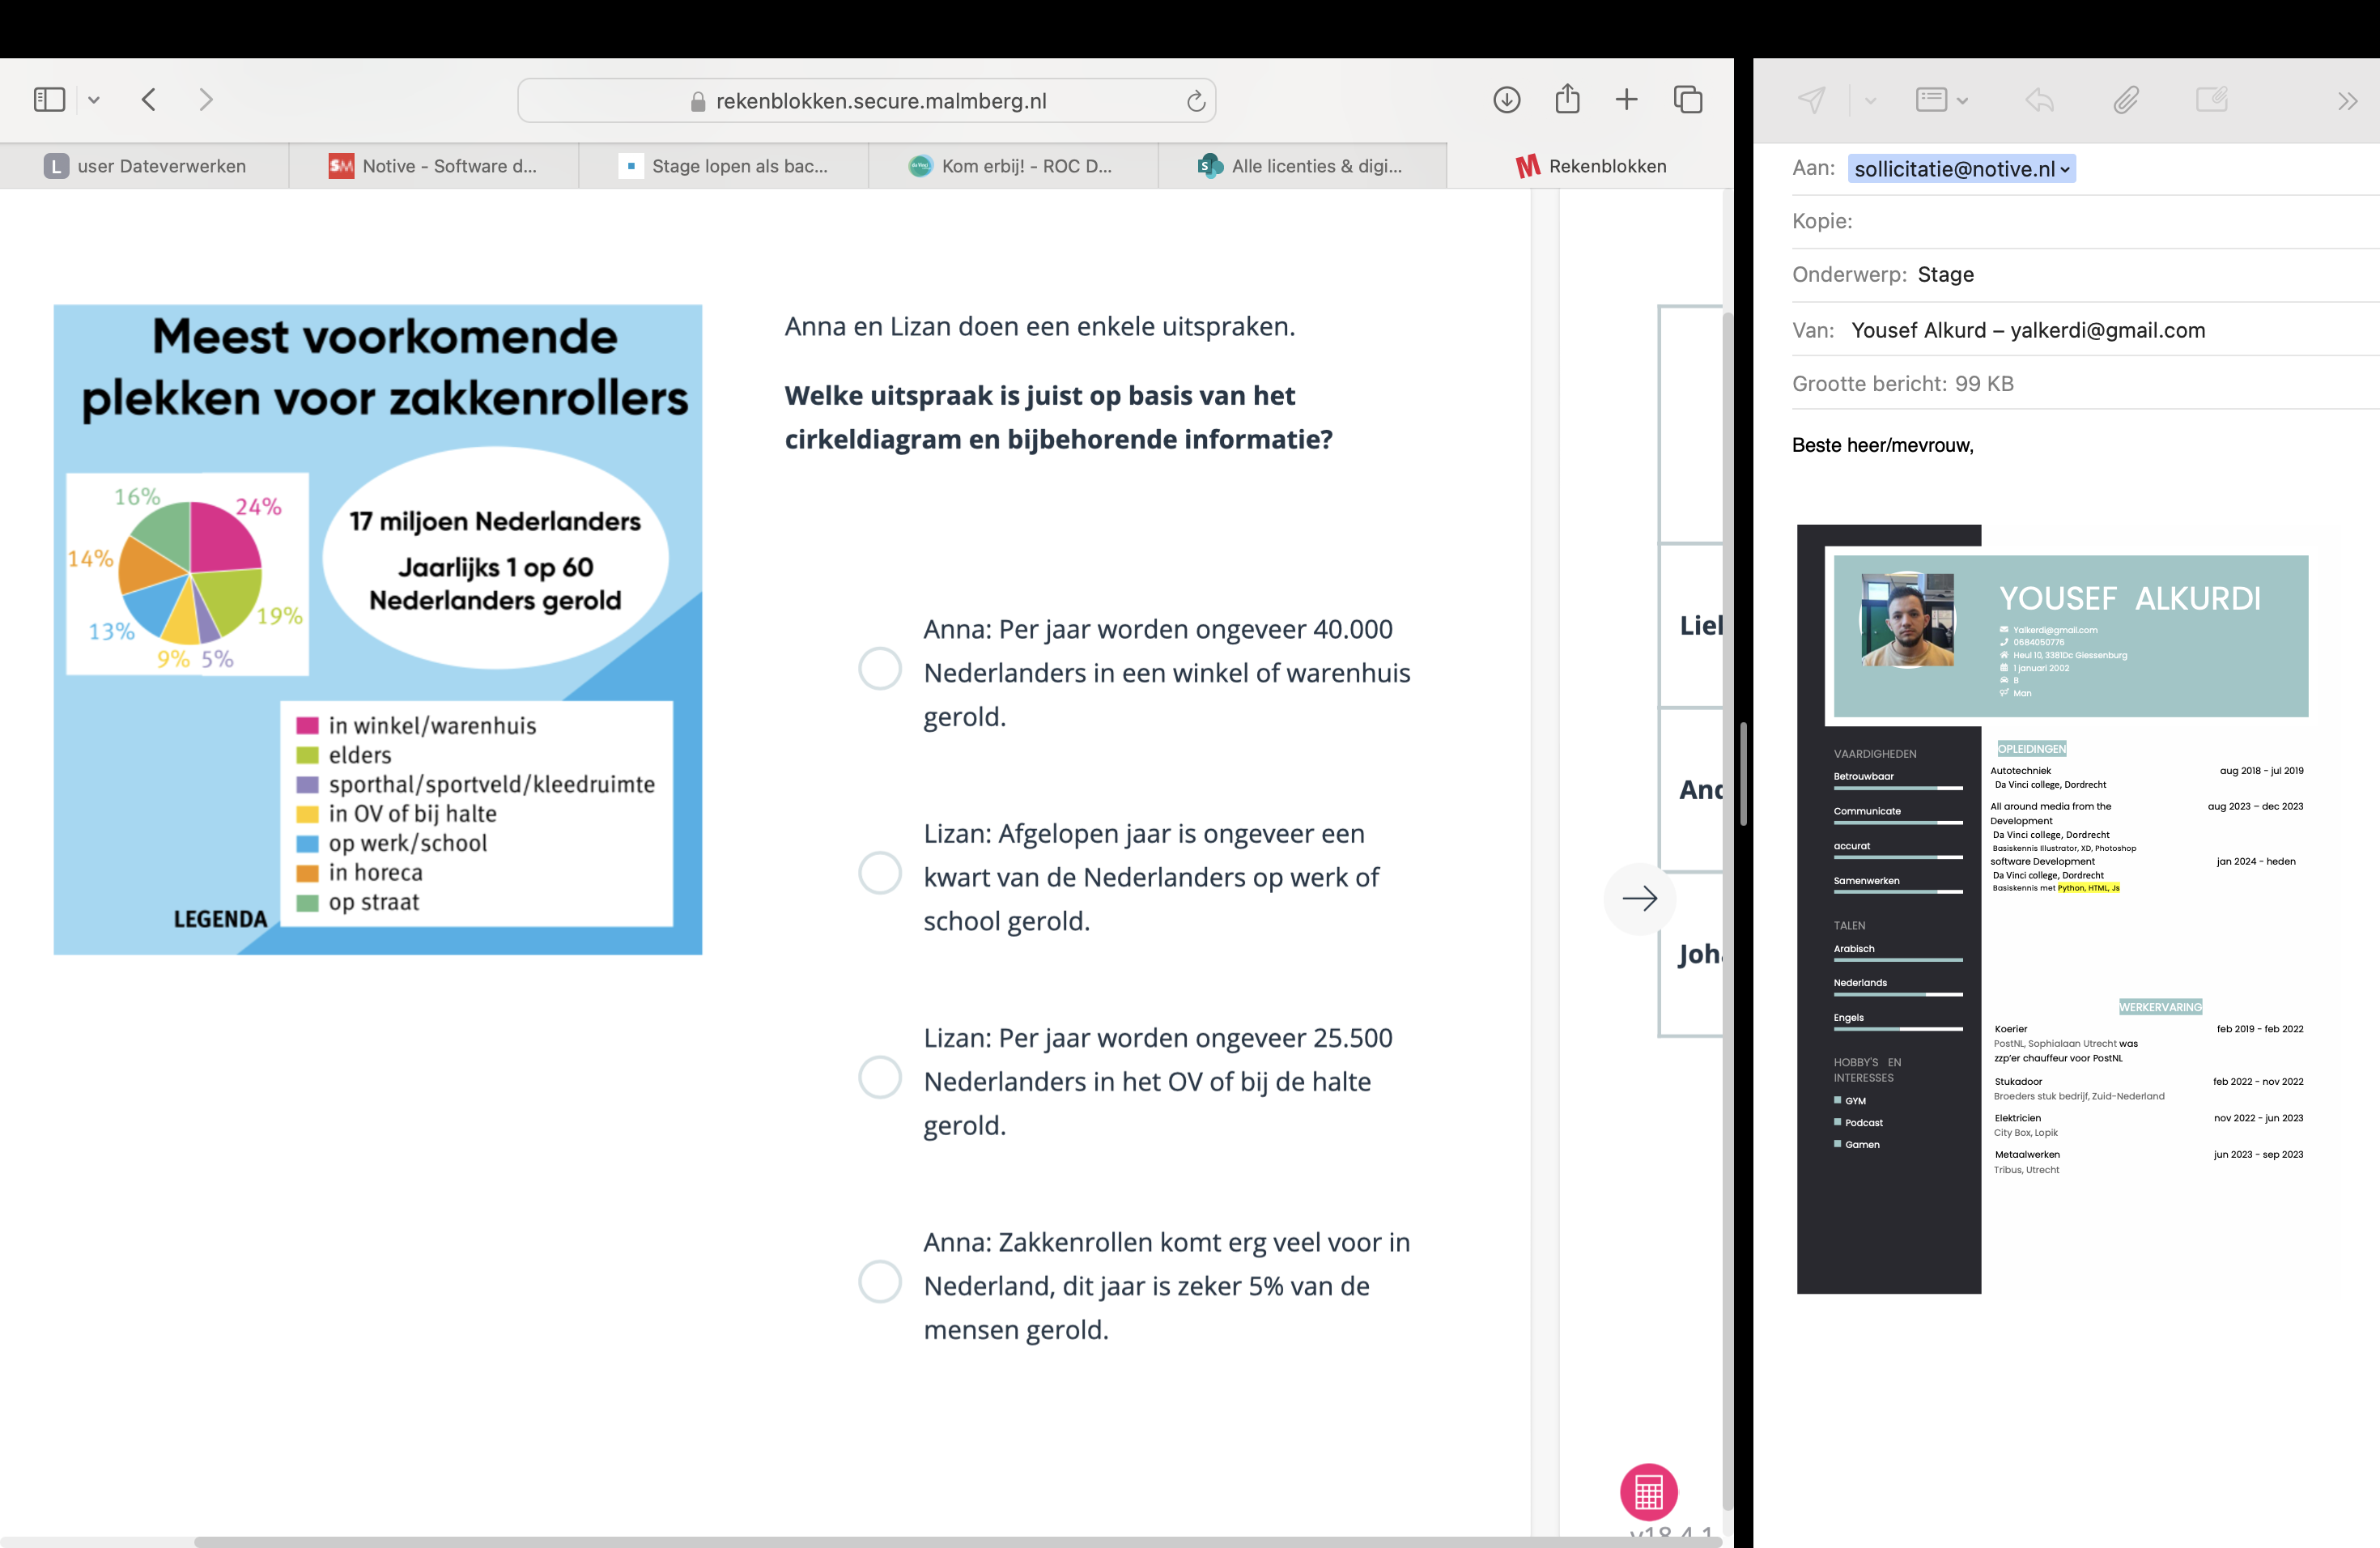 rekenblokken.secure.malmberg.nl
L user Dateverwerken
SM Notive - Software d...
Stage lopen als bac...
Kom erbij! - ROC D...
S Alle licenties & digi...
Rekenblokken
Meest voorkomende
plekken voor zakkenrollers
16%
24%
14%
19%
13%
9% 5%
17 miljoen Nederlanders
Jaarlijks 1 op 60
Nederlanders gerold
in winkel/warenhuis
elders
sporthal/sportveld/kleedruimte
in OV of bij halte
op werk/school
in horeca
op straat
LEGENDA
Anna en Lizan doen een enkele uitspraken.
Welke uitspraak is juist op basis van het
cirkeldiagram en bijbehorende informatie?
Anna: Per jaar worden ongeveer 40.000
Nederlanders in een winkel of warenhuis
gerold.
Lizan: Afgelopen jaar is ongeveer een
kwart van de Nederlanders op werk of
school gerold.
Lizan: Per jaar worden ongeveer 25.500
Nederlanders in het OV of bij de halte
gerold.
Anna: Zakkenrollen komt erg veel voor in
Nederland, dit jaar is zeker 5% van de
mensen gerold.
Aan: sollicitatie@notive.nl
Kopie:
Onderwerp: Stage
Van: Yousef Alkurd – yalkerdi@gmail.com
Grootte bericht: 99 KB
Beste heer/mevrouw,
YOUSEF ALKURDI
Yalkerdi@gmail.com
0684050776
Heul 10, 3381Dc Giessenburg
1 januari 2002
B
Man
VAARDIGHEDEN
Betrouwbaar
Communicate
accurat
Samenwerken
TALEN
Arabisch
Nederlands
Engels
HOBBY'S EN
INTERESSES
GYM
Podcast
Gamen
OPLEIDINGEN
Autotechniek aug 2018 - jul 2019
Da Vinci college, Dordrecht
All around media from the aug 2023 – dec 2023
Development
Da Vinci college, Dordrecht
Basiskennis Illustrator, XD, Photoshop
software Development jan 2024 - heden
Da Vinci college, Dordrecht
Basiskennis met Python, HTML, Js
WERKERVARING
Koerier feb 2019 - feb 2022
PostNL, Sophialaan Utrecht was
zzp'er chauffeur voor PostNL
Stukadoor feb 2022 - nov 2022
Broeders stuk bedrijf, Zuid-Nederland
Elektricien nov 2022 - jun 2023
City Box, Lopik
Metaalwerken jun 2023 - sep 2023
Tribus, Utrecht